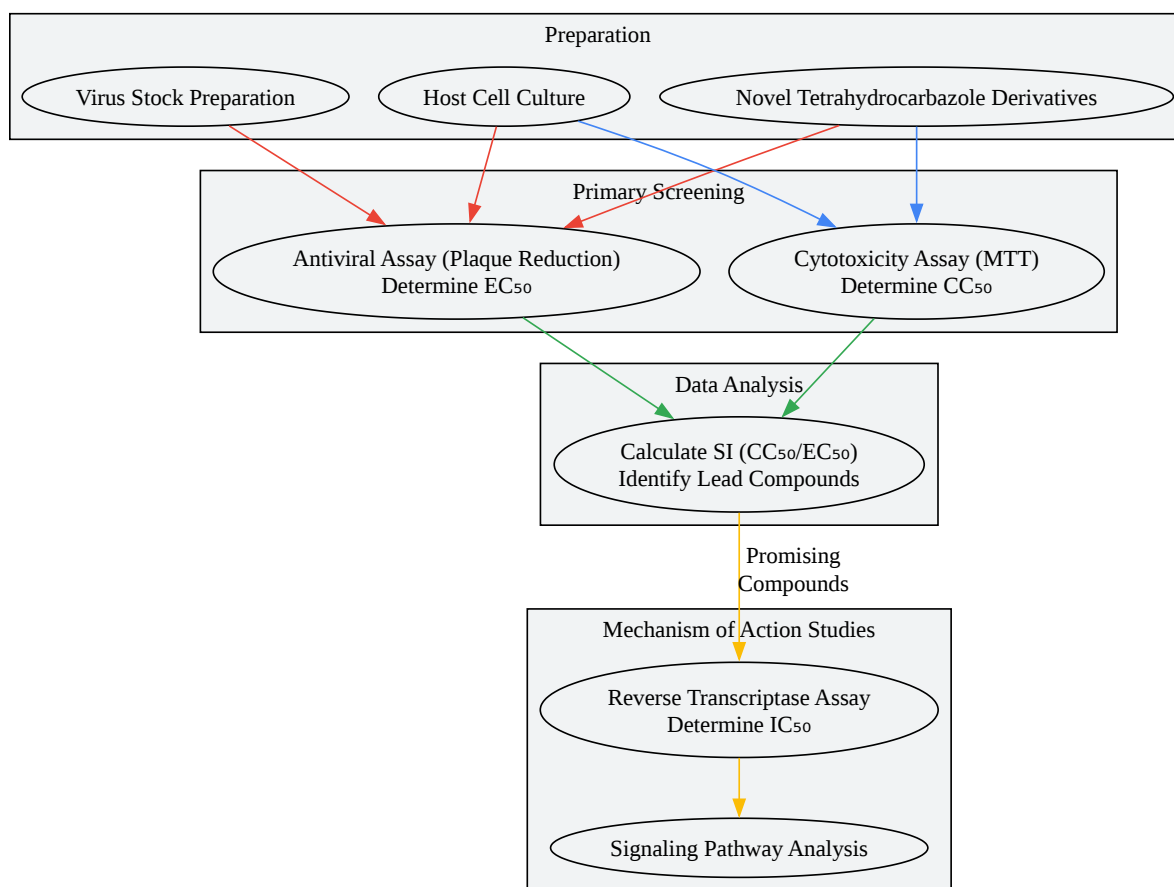 Preparation
Virus Stock Preparation
Host Cell Culture
Novel Tetrahydrocarbazole Derivatives
Primary Screening
Antiviral Assay (Plaque Reduction)
Determine EC₅₀
Cytotoxicity Assay (MTT)
Determine CC₅₀
Data Analysis
Calculate SI (CC₅₀/EC₅₀)
Identify Lead Compounds
Promising
Compounds
Mechanism of Action Studies
Reverse Transcriptase Assay
Determine IC₅₀
Signaling Pathway Analysis